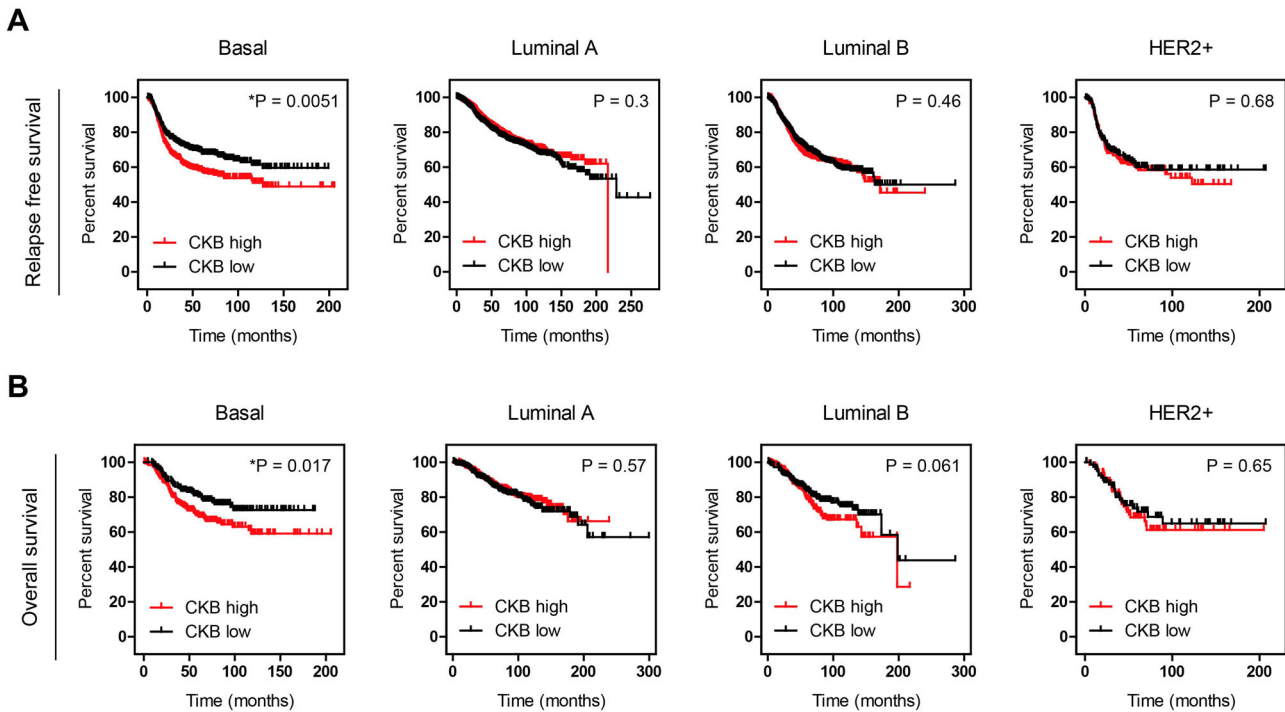 A
Basal
Luminal A
Luminal B
HER2+
Relapse free survival
Percent survival
100
80
60
40
20
0
*P = 0.0051
CKB high
CKB low
0 50 100 150 200
Time (months)
Percent survival
100
80
60
40
20
0
P = 0.3
CKB high
CKB low
0 50 100 150 200 250
Time (months)
Percent survival
100
80
60
40
20
0
P = 0.46
CKB high
CKB low
0 100 200 300
Time (months)
Percent survival
100
80
60
40
20
0
P = 0.68
CKB high
CKB low
0 100 200
Time (months)
B
Basal
Luminal A
Luminal B
HER2+
Overall survival
Percent survival
100
80
60
40
20
0
*P = 0.017
CKB high
CKB low
0 50 100 150 200
Time (months)
Percent survival
100
80
60
40
20
0
P = 0.57
CKB high
CKB low
0 100 200 300
Time (months)
Percent survival
100
80
60
40
20
0
P = 0.061
CKB high
CKB low
0 100 200 300
Time (months)
Percent survival
100
80
60
40
20
0
P = 0.65
CKB high
CKB low
0 100 200
Time (months)